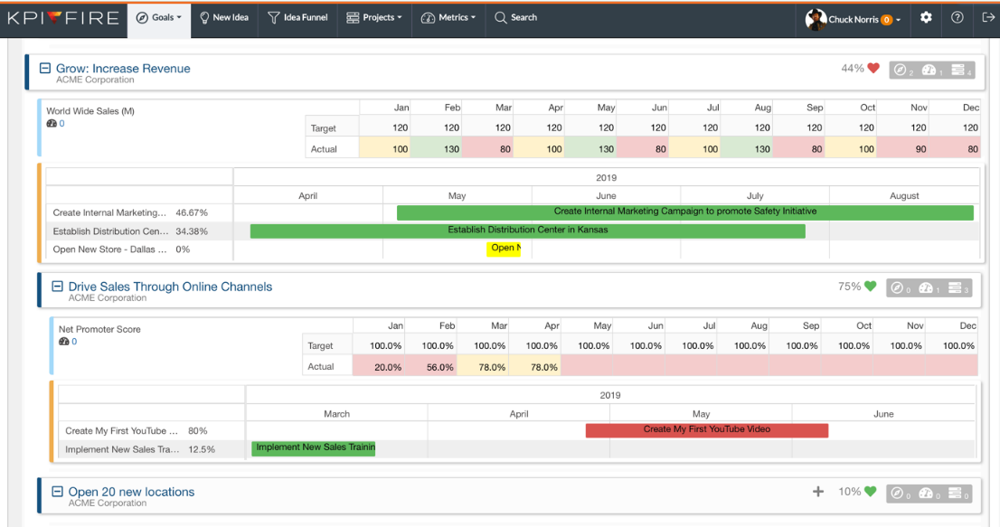 KPI FIRE Goals New Idea Idea Funnel Projects Metrics Search Chuck Norris 0
Grow: Increase Revenue 44% 2 1 4
ACME Corporation
World Wide Sales (M) Jan Feb Mar Apr May Jun Jul Aug Sep Oct Nov Dec
0
Target 120 120 120 120 120 120 120 120 120 120 120 120
Actual 100 130 80 100 130 80 100 130 80 100 90 80
2019
April May June July August
Create Internal Marketing... 46.67% Create Internal Marketing Campaign to promote Safety Initiative
Establish Distribution Cen... 34.38% Establish Distribution Center in Kansas
Open New Store - Dallas ... 0% Open N
Drive Sales Through Online Channels 75% 0 1 3
ACME Corporation
Net Promoter Score Jan Feb Mar Apr May Jun Jul Aug Sep Oct Nov Dec
0
Target 100.0% 100.0% 100.0% 100.0% 100.0% 100.0% 100.0% 100.0% 100.0% 100.0% 100.0% 100.0%
Actual 20.0% 56.0% 78.0% 78.0%
2019
March April May June
Create My First YouTube ... 80% Create My First YouTube Video
Implement New Sales Tra... 12.5% Implement New Sales Trainin
Open 20 new locations 10% 0 0 0
ACME Corporation